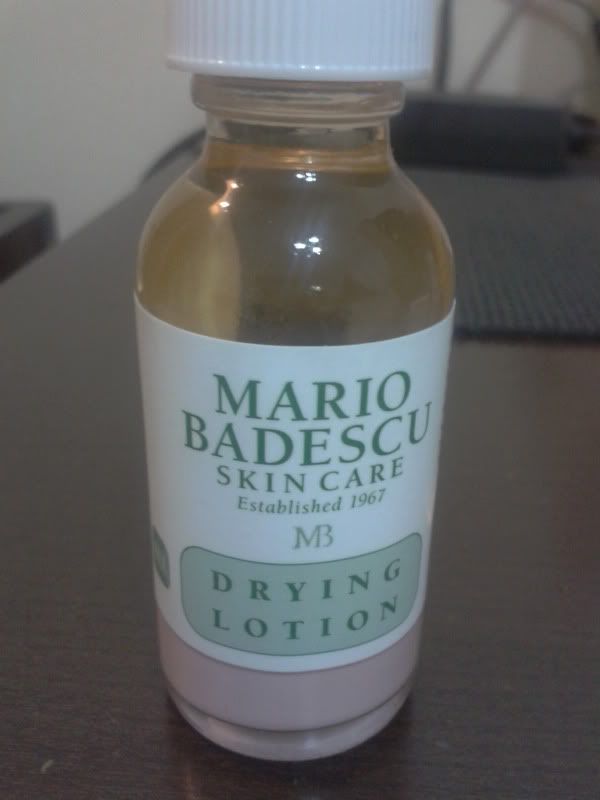 MARIO
BADESCU
SKIN CARE
Established 1967
MB
DRYING
LOTION